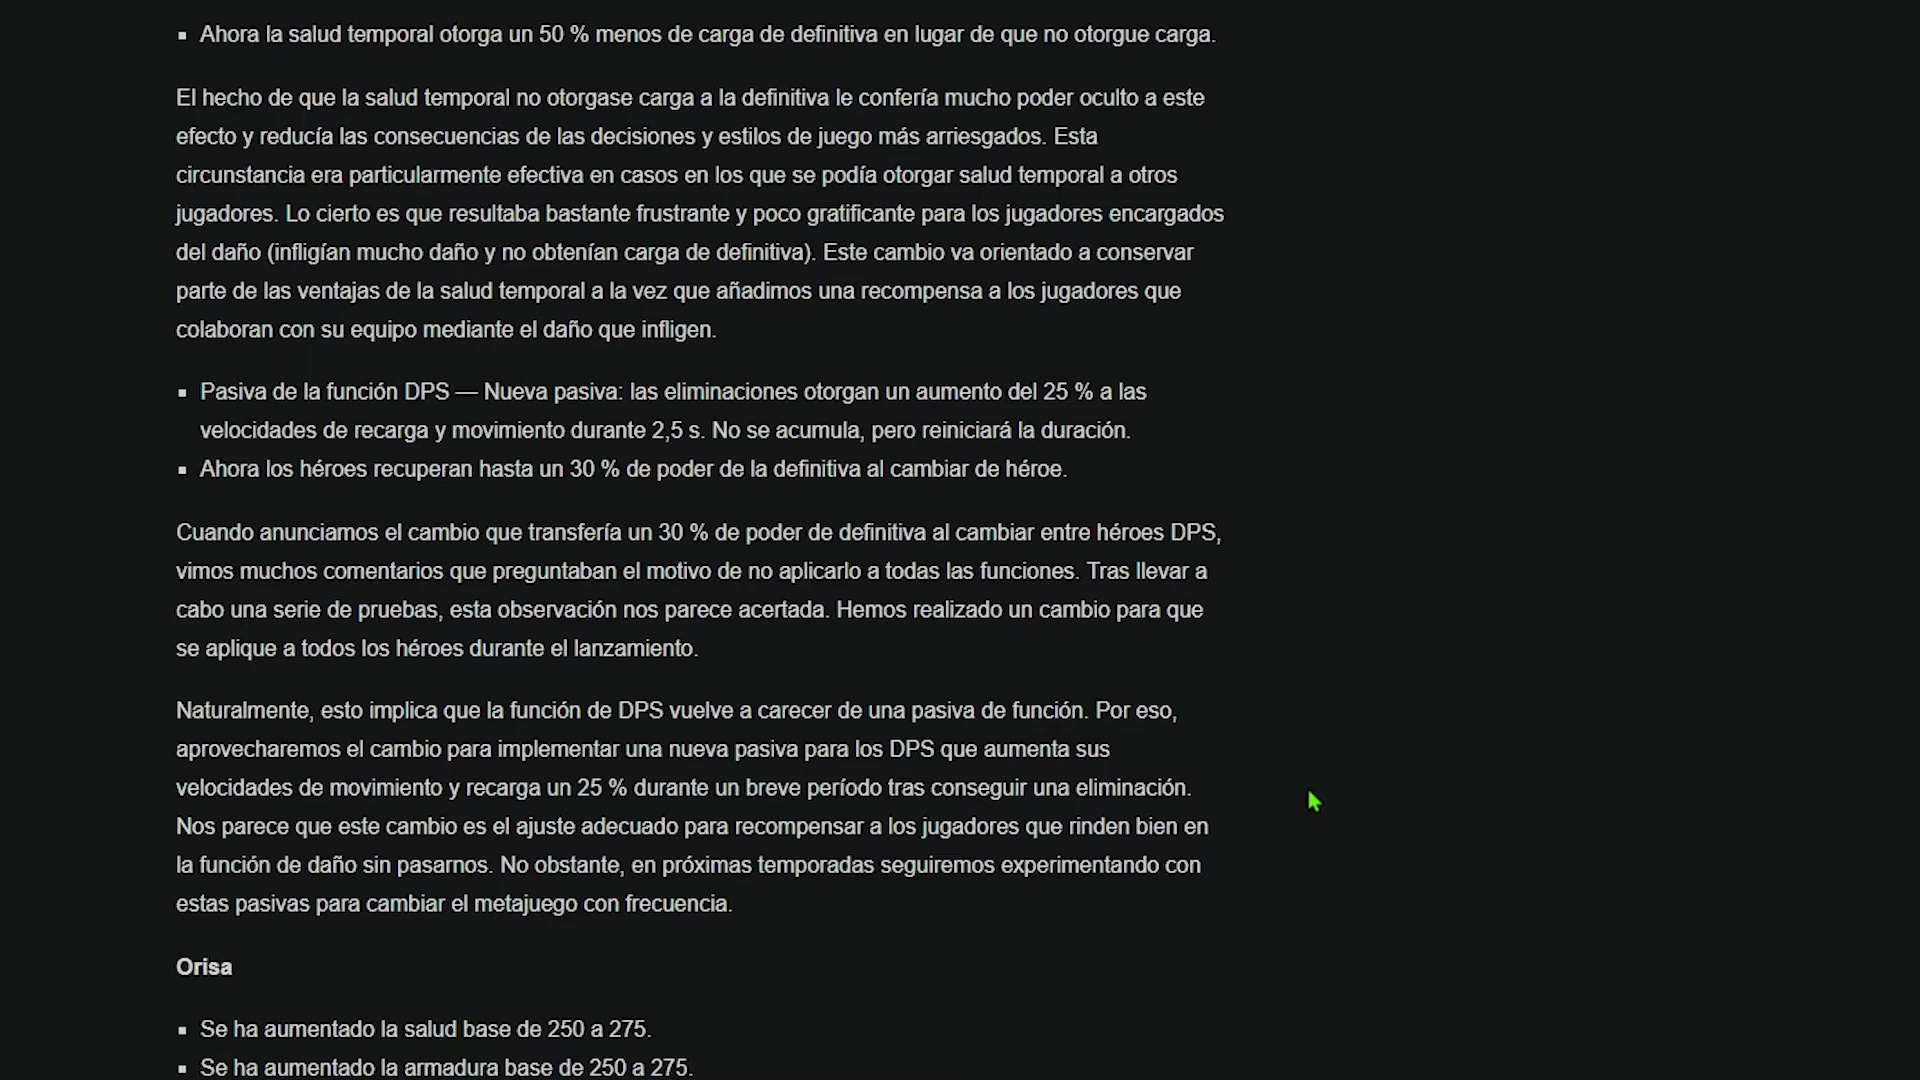 ▪ Ahora la salud temporal otorga un 50 % menos de carga de definitiva en lugar de que no otorgue carga.
El hecho de que la salud temporal no otorgase carga a la definitiva le confería mucho poder oculto a este
efecto y reducía las consecuencias de las decisiones y estilos de juego más arriesgados. Esta
circunstancia era particularmente efectiva en casos en los que se podía otorgar salud temporal a otros
jugadores. Lo cierto es que resultaba bastante frustrante y poco gratificante para los jugadores encargados
del daño (infligían mucho daño y no obtenían carga de definitiva). Este cambio va orientado a conservar
parte de las ventajas de la salud temporal a la vez que añadimos una recompensa a los jugadores que
colaboran con su equipo mediante el daño que infligen.
▪ Pasiva de la función DPS — Nueva pasiva: las eliminaciones otorgan un aumento del 25 % a las
velocidades de recarga y movimiento durante 2,5 s. No se acumula, pero reiniciará la duración.
▪ Ahora los héroes recuperan hasta un 30 % de poder de la definitiva al cambiar de héroe.
Cuando anunciamos el cambio que transfería un 30 % de poder de definitiva al cambiar entre héroes DPS,
vimos muchos comentarios que preguntaban el motivo de no aplicarlo a todas las funciones. Tras llevar a
cabo una serie de pruebas, esta observación nos parece acertada. Hemos realizado un cambio para que
se aplique a todos los héroes durante el lanzamiento.
Naturalmente, esto implica que la función de DPS vuelve a carecer de una pasiva de función. Por eso,
aprovecharemos el cambio para implementar una nueva pasiva para los DPS que aumenta sus
velocidades de movimiento y recarga un 25 % durante un breve período tras conseguir una eliminación.
Nos parece que este cambio es el ajuste adecuado para recompensar a los jugadores que rinden bien en
la función de daño sin pasarnos. No obstante, en próximas temporadas seguiremos experimentando con
estas pasivas para cambiar el metajuego con frecuencia.
Orisa
▪ Se ha aumentado la salud base de 250 a 275.
▪ Se ha aumentado la armadura base de 250 a 275.